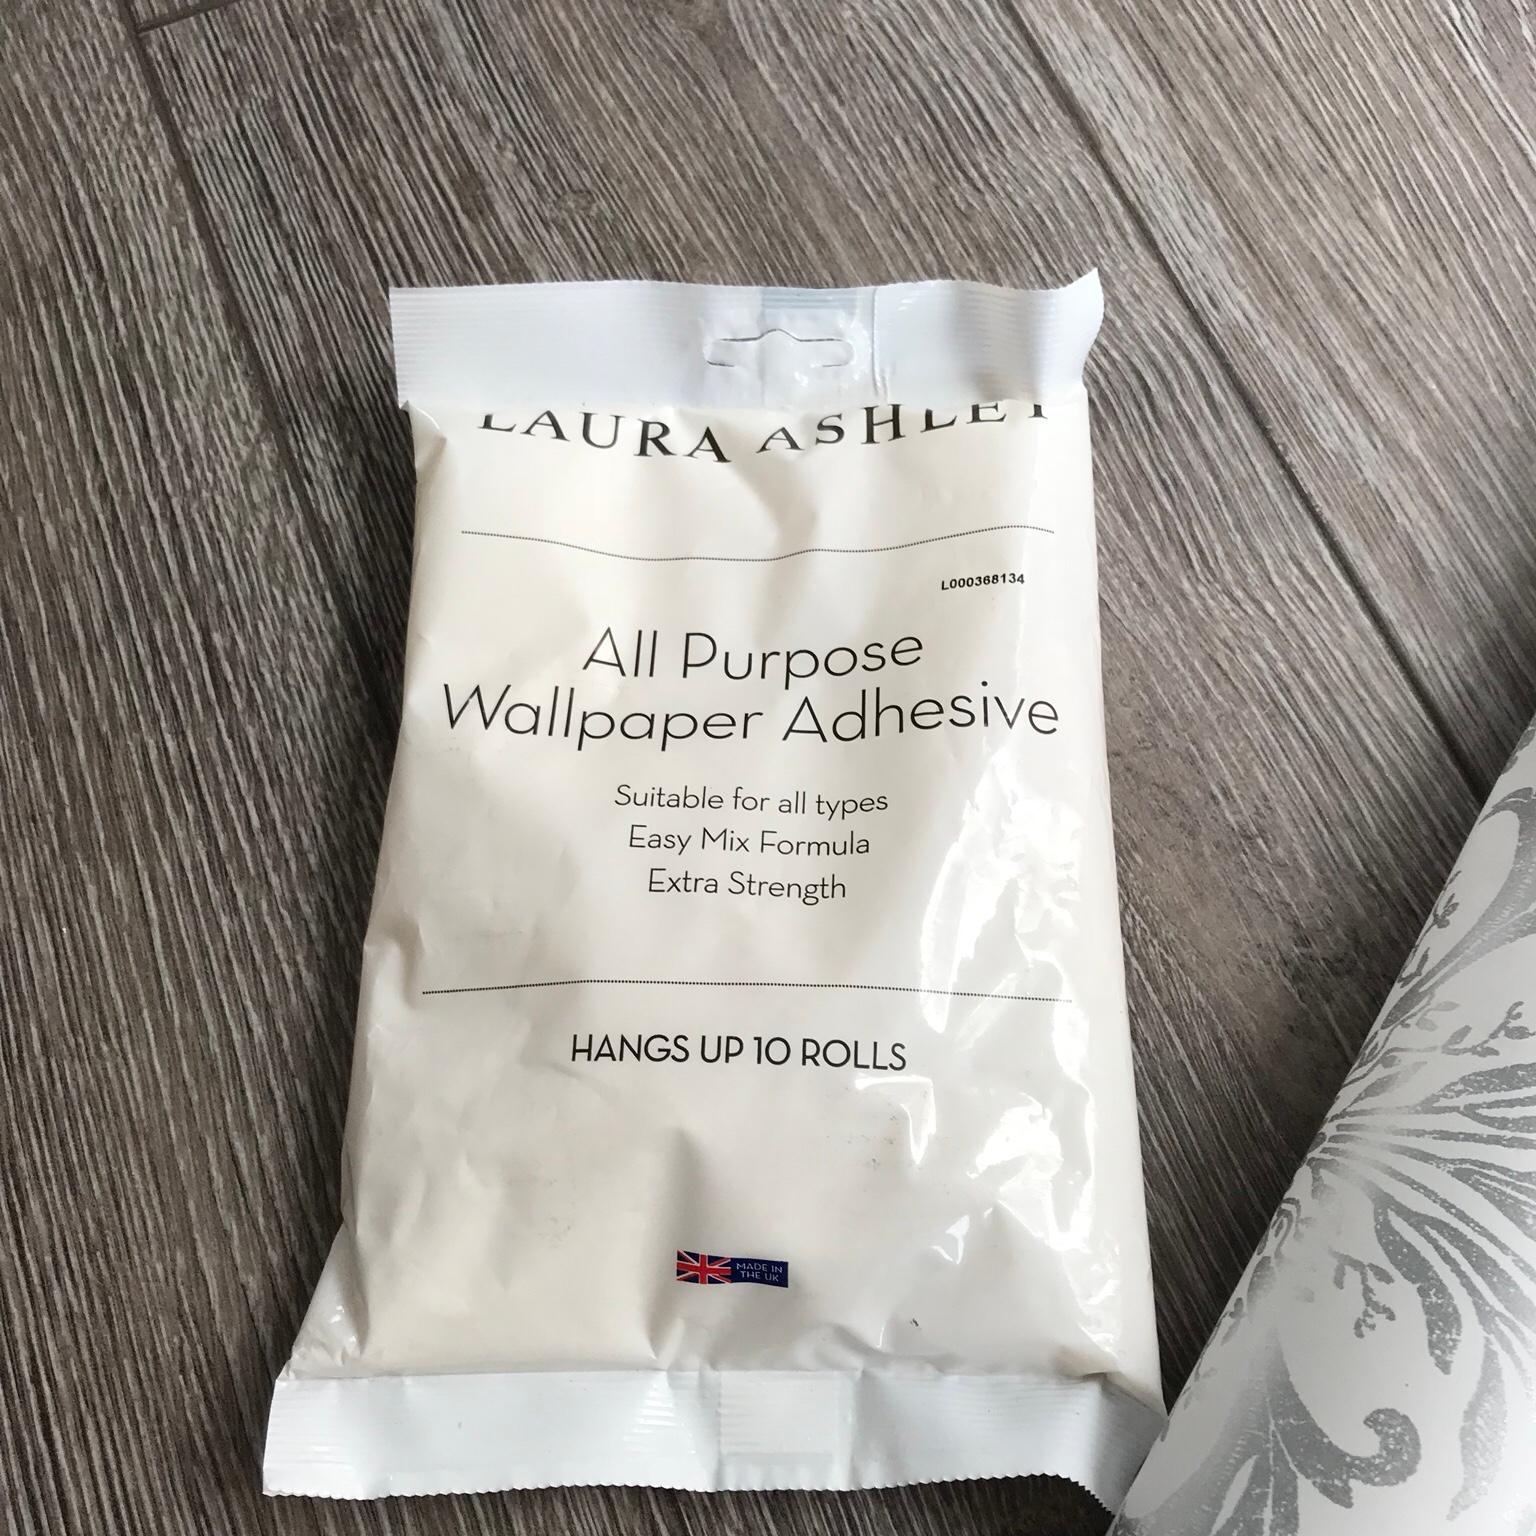 LAURA ASHLEY
L000368134
All Purpose
Wallpaper Adhesive
Suitable for all types
Easy Mix Formula
Extra Strength
HANGS UP 10 ROLLS
MADE IN
THE UK